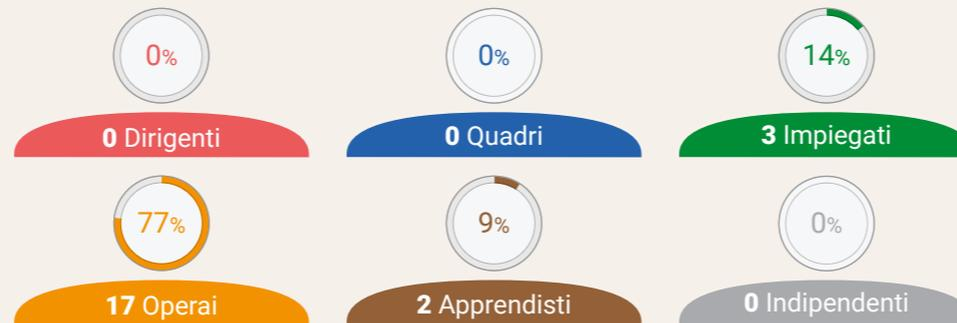 0% 0% 14%
0 Dirigenti 0 Quadri 3 Impiegati
77% 9% 0%
17 Operai 2 Apprendisti 0 Indipendenti